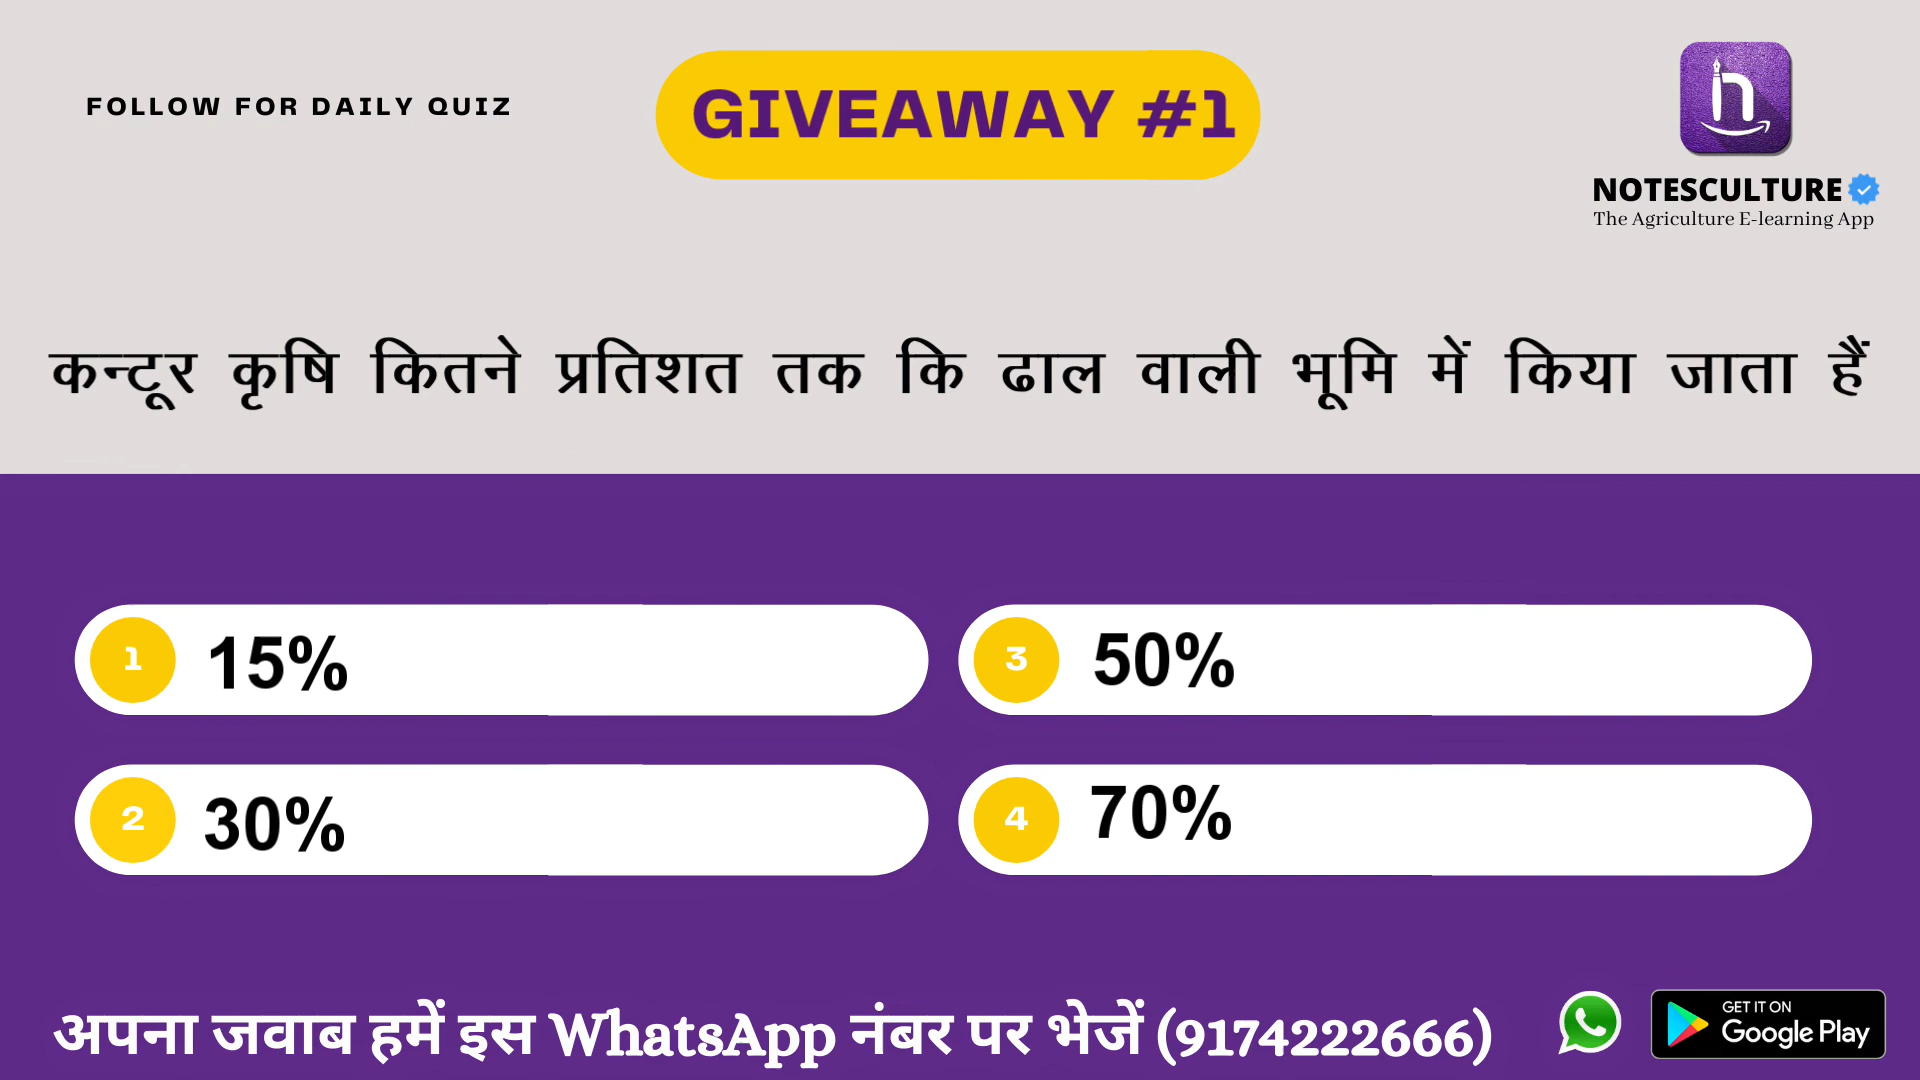 FOLLOW FOR DAILY QUIZ
GIVEAWAY #1
NOTESCULTURE
The Agriculture E-learning App
कन्टूर कृषि कितने प्रतिशत तक कि ढाल वाली भूमि में किया जाता हैं
1 15%
2 30%
3 50%
4 70%
अपना जवाब हमें इस WhatsApp नंबर पर भेजें (9174222666)
GET IT ON
Google Play